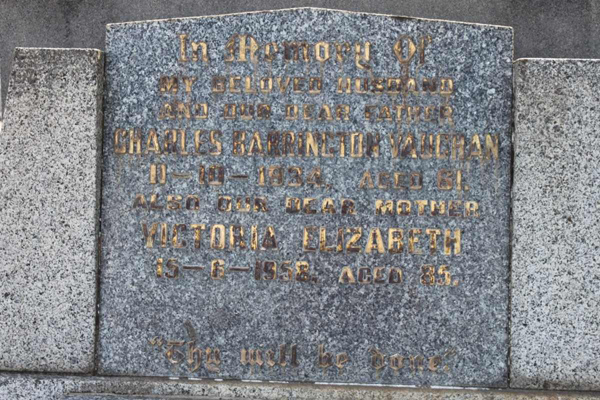 In Memory Of
MY BELOVED HUSBAND
AND OUR DEAR FATHER
CHARLES BARRINGTON VAUGHAN
11-10-1934. AGED 61.
ALSO OUR DEAR MOTHER
VICTORIA ELIZABETH
15-6-1958. AGED 85.
"Thy will be done"